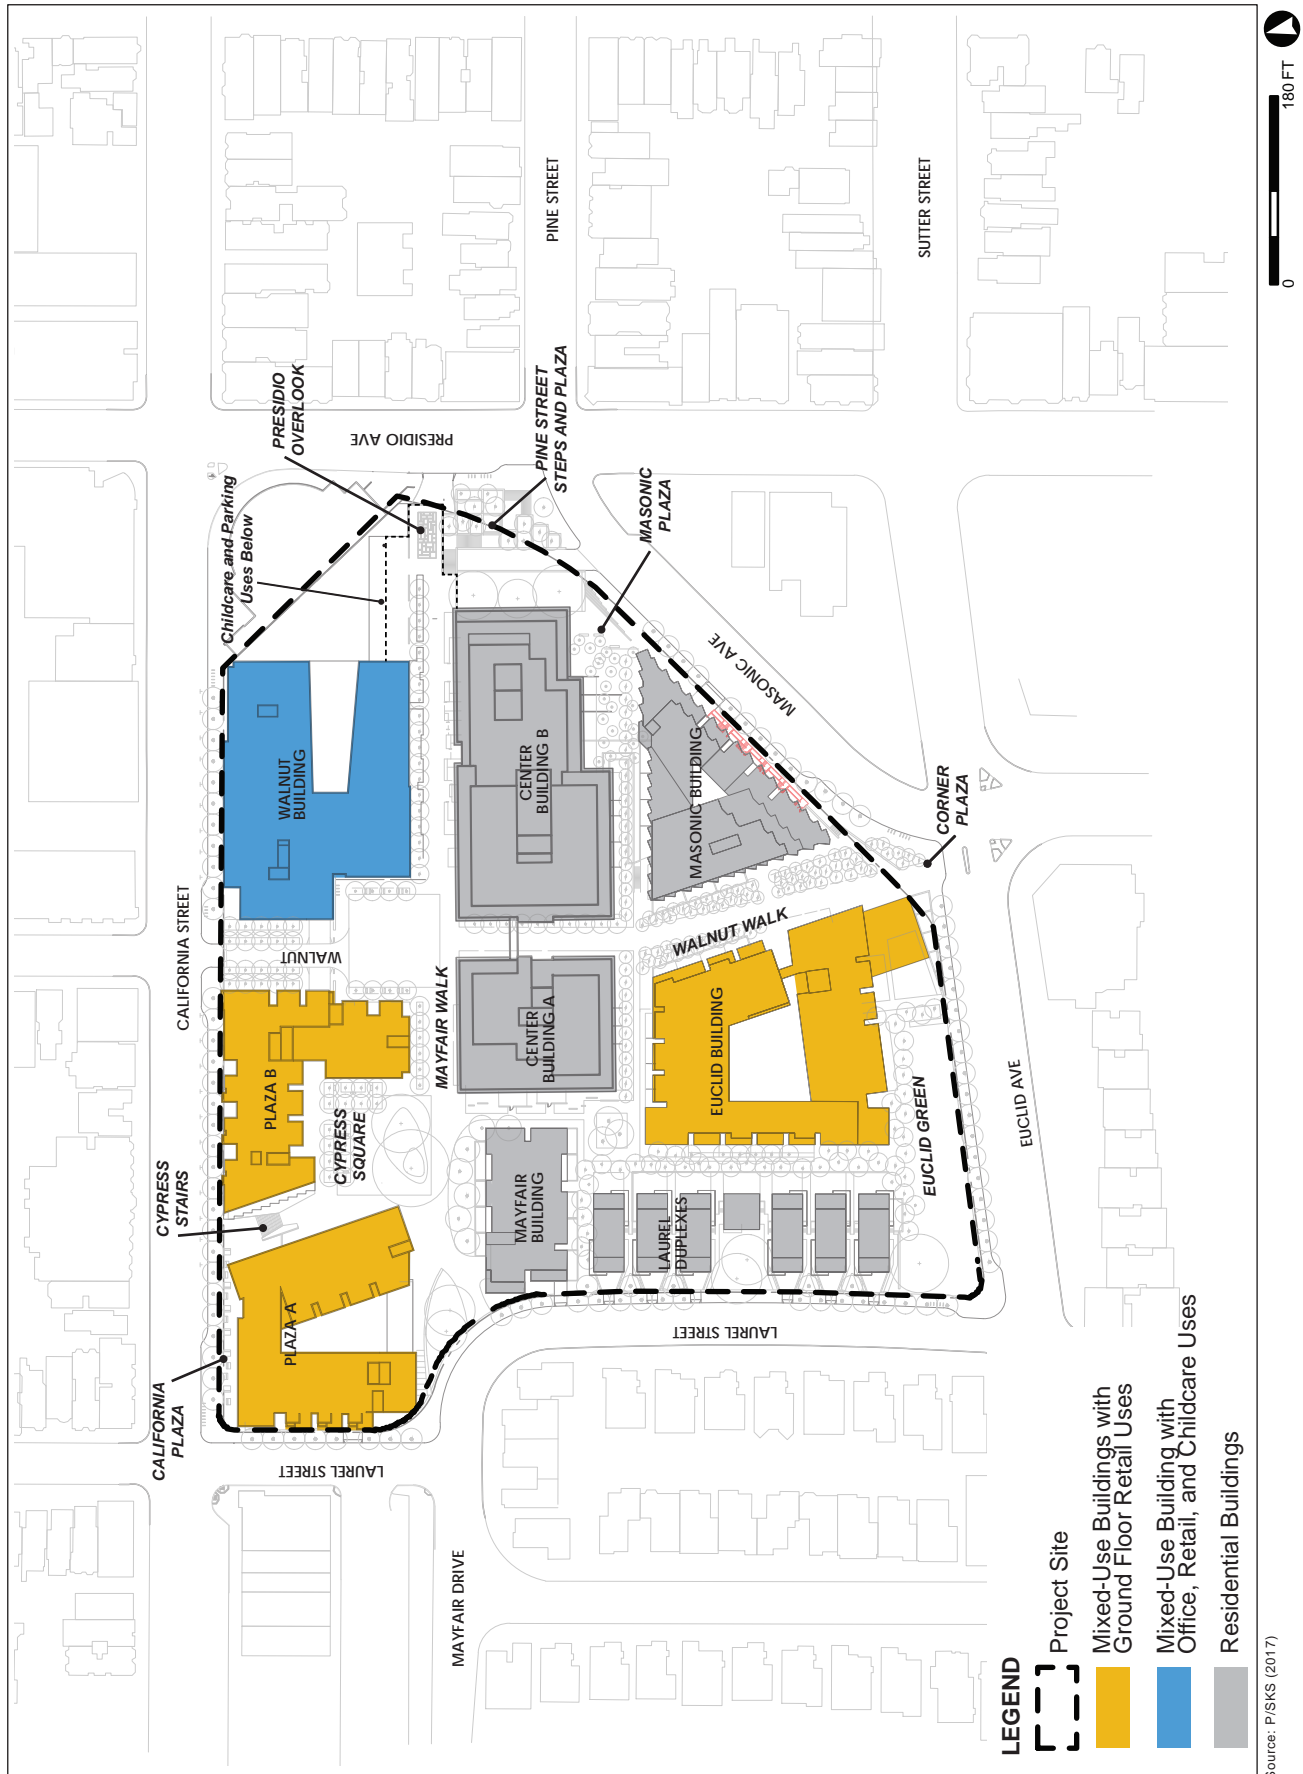 CALIFORNIA STREET
PINE STREET
SUTTER STREET
PRESIDIO AVE
MASONIC AVE
EUCLID AVE
LAUREL STREET
LAUREL STREET
MAYFAIR DRIVE
WALNUT
CALIFORNIA
PLAZA
CYPRESS
STAIRS
CYPRESS
SQUARE
MAYFAIR WALK
WALNUT WALK
Childcare and Parking
Uses Below
PRESIDIO
OVERLOOK
PINE STREET
STEPS AND PLAZA
MASONIC
PLAZA
CORNER
PLAZA
EUCLID GREEN
PLAZA A
PLAZA B
WALNUT
BUILDING
CENTER
BUILDING A
CENTER
BUILDING B
MASONIC BUILDING
EUCLID BUILDING
MAYFAIR
BUILDING
LAUREL
DUPLEXES
LEGEND
Project Site
Mixed-Use Buildings with
Ground Floor Retail Uses
Mixed-Use Building with
Office, Retail, and Childcare Uses
Residential Buildings
0
180 FT
Source: P/SKS (2017)